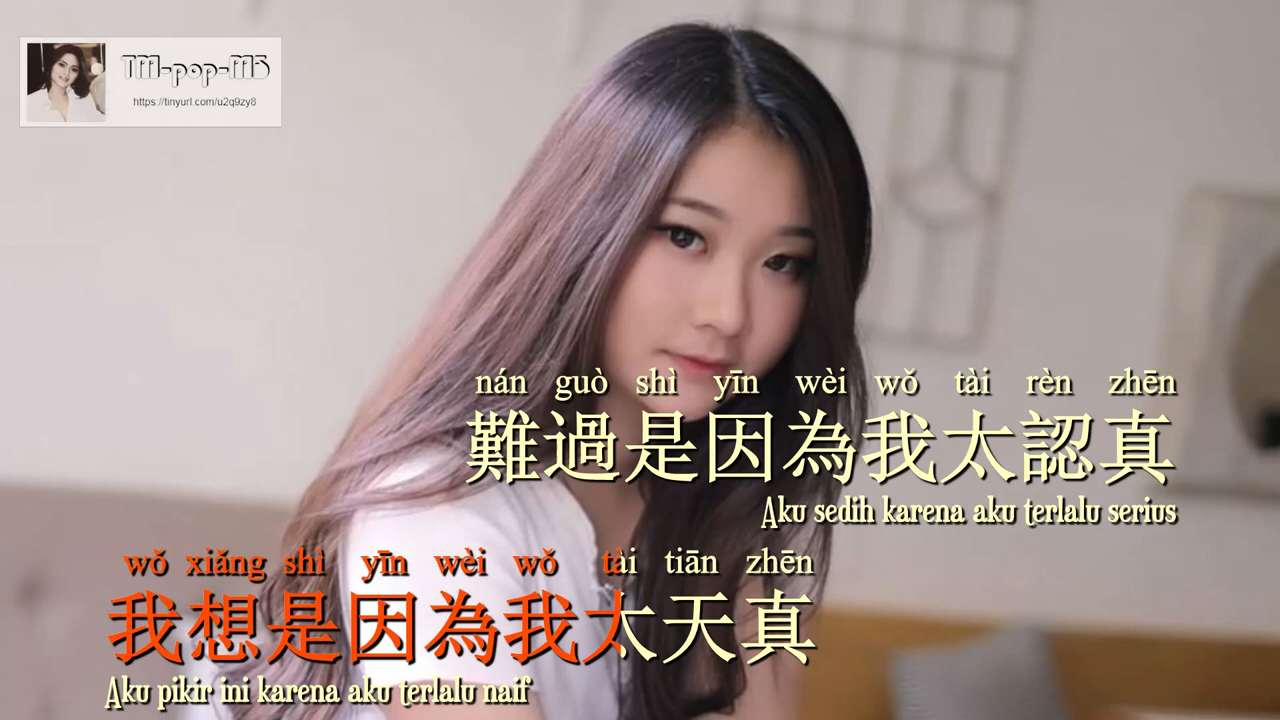 TM-pop-M3
https://tinyurl.com/u2q9zy8
nán guò shì yīn wèi wǒ tài rèn zhēn
難過是因為我太認真
Aku sedih karena aku terlalu serius
wǒ xiǎng shì yīn wèi wǒ tài tiān zhēn
我想是因為我太天真
Aku pikir ini karena aku terlalu naif